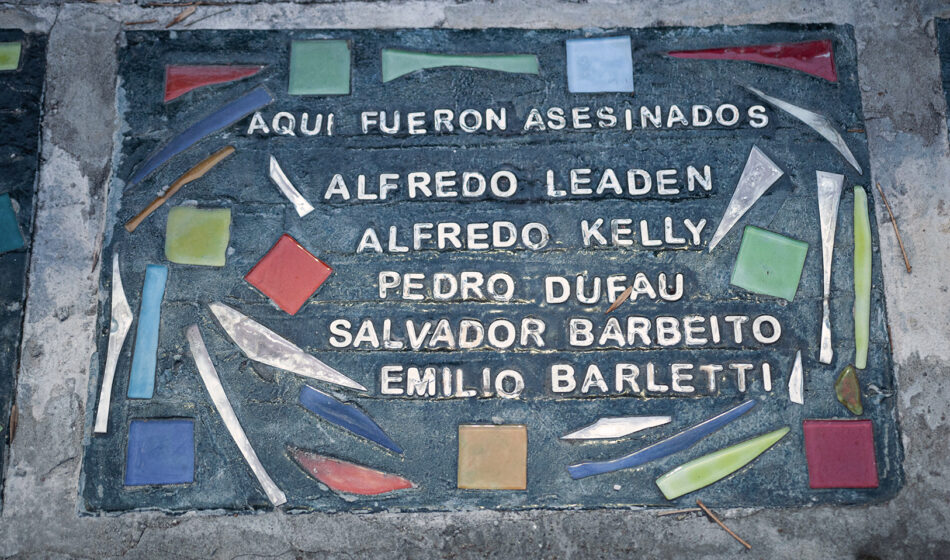 AQUI FUERON ASESINADOS
ALFREDO LEADEN
ALFREDO KELLY
PEDRO DUFAU
SALVADOR BARBEITO
EMILIO BARLETTI